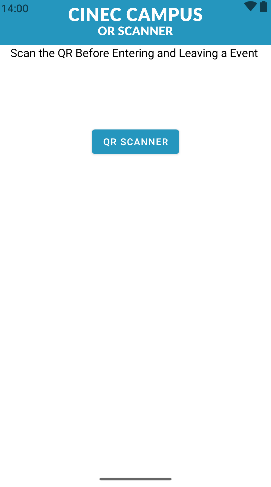 14:00
CINEC CAMPUS
QR SCANNER
Scan the QR Before Entering and Leaving a Event
QR SCANNER